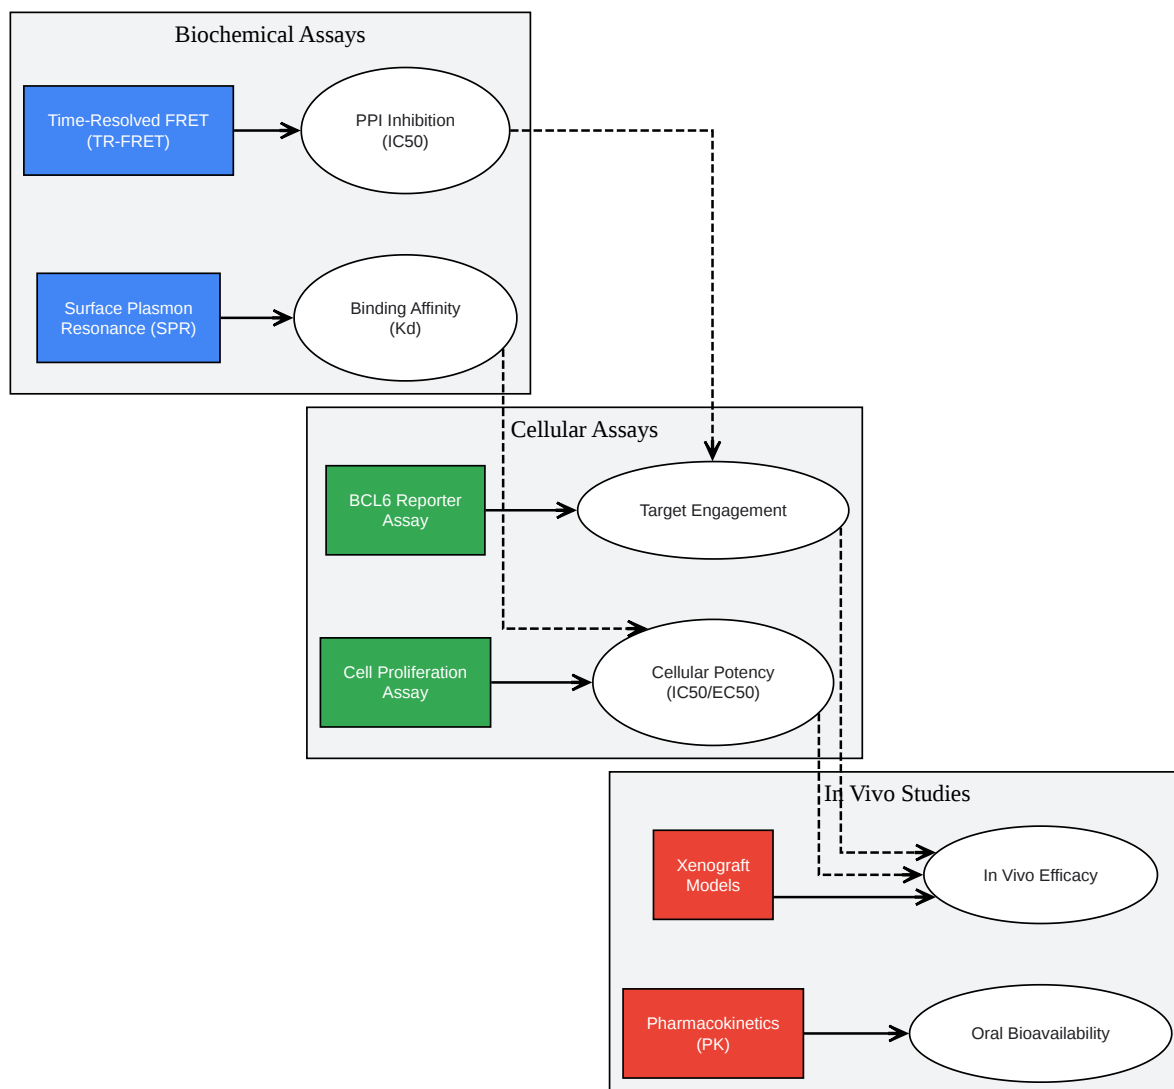 Biochemical Assays
Time-Resolved FRET
(TR-FRET)
PPI Inhibition
(IC50)
Surface Plasmon
Resonance (SPR)
Binding Affinity
(Kd)
Cellular Assays
BCL6 Reporter
Assay
Target Engagement
Cell Proliferation
Assay
Cellular Potency
(IC50/EC50)
In Vivo Studies
Xenograft
Models
In Vivo Efficacy
Pharmacokinetics
(PK)
Oral Bioavailability